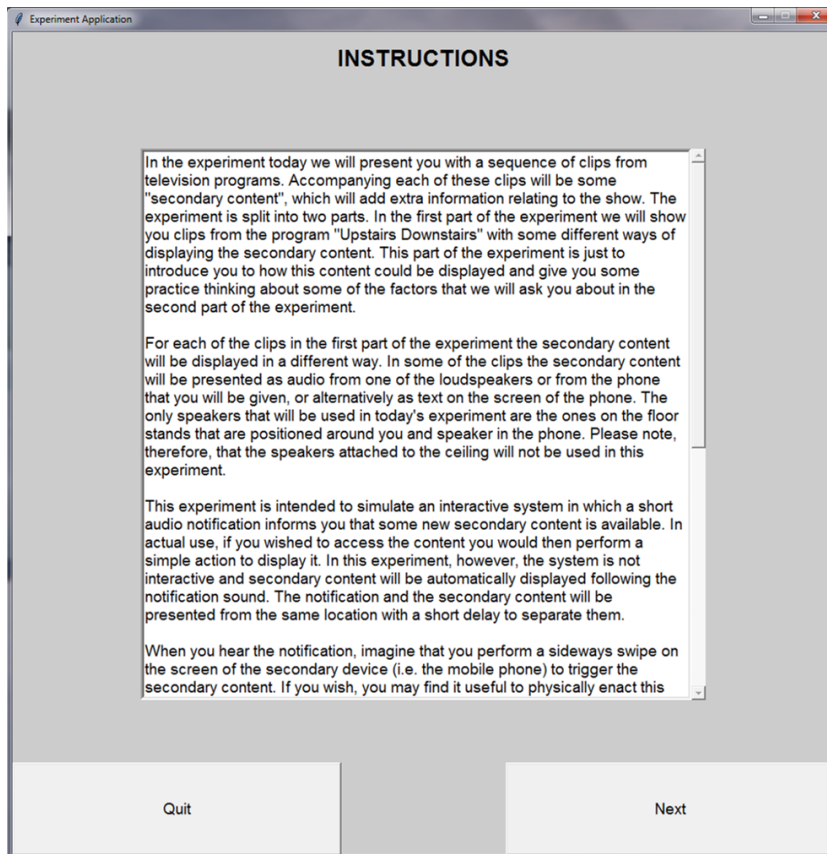 Experiment Application
INSTRUCTIONS
In the experiment today we will present you with a sequence of clips from
television programs. Accompanying each of these clips will be some
"secondary content", which will add extra information relating to the show. The
experiment is split into two parts. In the first part of the experiment we will show
you clips from the program "Upstairs Downstairs" with some different ways of
displaying the secondary content. This part of the experiment is just to
introduce you to how this content could be displayed and give you some
practice thinking about some of the factors that we will ask you about in the
second part of the experiment.
For each of the clips in the first part of the experiment the secondary content
will be displayed in a different way. In some of the clips the secondary content
will be presented as audio from one of the loudspeakers or from the phone
that you will be given, or alternatively as text on the screen of the phone. The
only speakers that will be used in today's experiment are the ones on the floor
stands that are positioned around you and speaker in the phone. Please note,
therefore, that the speakers attached to the ceiling will not be used in this
experiment.
This experiment is intended to simulate an interactive system in which a short
audio notification informs you that some new secondary content is available. In
actual use, if you wished to access the content you would then perform a
simple action to display it. In this experiment, however, the system is not
interactive and secondary content will be automatically displayed following the
notification sound. The notification and the secondary content will be
presented from the same location with a short delay to separate them.
When you hear the notification, imagine that you perform a sideways swipe on
the screen of the secondary device (i.e. the mobile phone) to trigger the
secondary content. If you wish, you may find it useful to physically enact this
Quit
Next